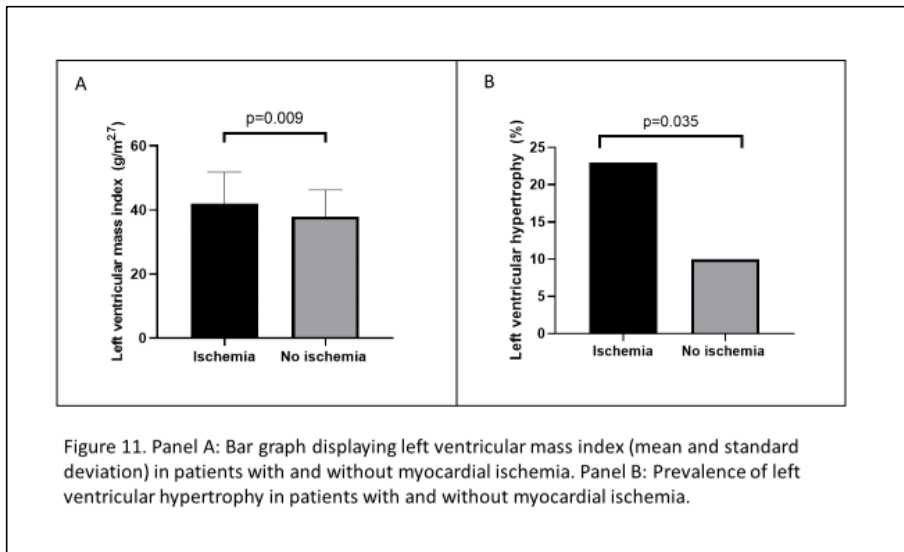 A
p=0.009
Left ventricular mass index (g/m2.7)
60
40
20
0
Ischemia
No ischemia
B
p=0.035
Left ventricular hypertrophy (%)
25
20
15
10
5
0
Ischemia
No ischemia
Figure 11. Panel A: Bar graph displaying left ventricular mass index (mean and standard
deviation) in patients with and without myocardial ischemia. Panel B: Prevalence of left
ventricular hypertrophy in patients with and without myocardial ischemia.